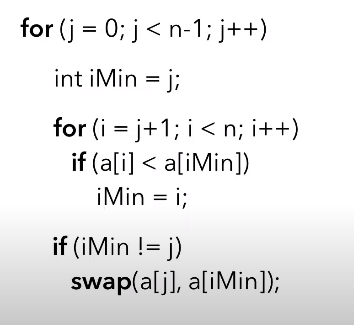 for (j = 0; j < n-1; j++)
int iMin = j;
for (i = j+1; i < n; i++)
if (a[i] < a[iMin])
iMin = i;
if (iMin != j)
swap(a[j], a[iMin]);